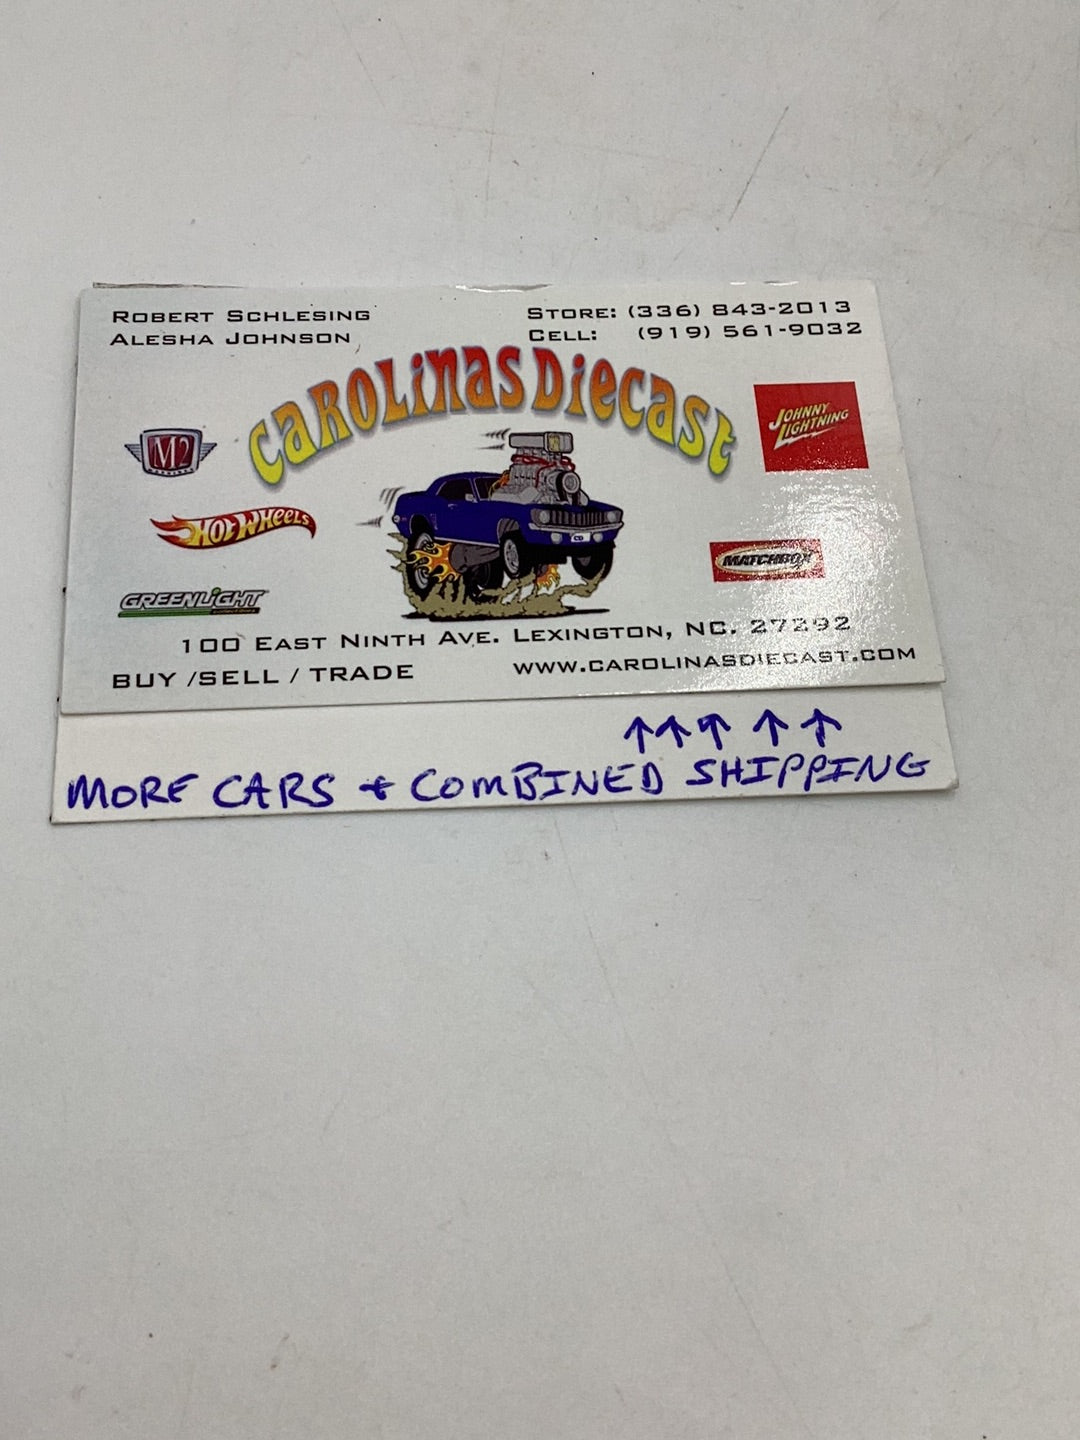 ROBERT SCHLESING
ALESHA JOHNSON
STORE: (336) 843-2013
CELL: (919) 561-9032
CAROLINAS DIECAST
M2
JOHNNY
LIGHTNING
HOT WHEELS
MATCHBOX
GREENLIGHT
CD
100 EAST NINTH AVE. LEXINGTON, NC. 27292
BUY /SELL / TRADE
WWW.CAROLINASDIECAST.COM
↑↑↑ ↑ ↑
MORE CARS + COMBINED SHIPPING